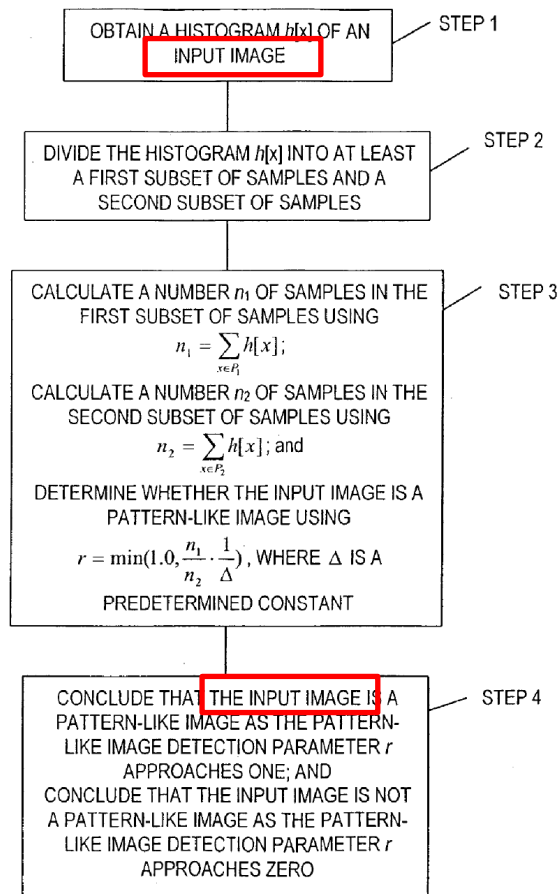 OBTAIN A HISTOGRAM h[x] OF AN
INPUT IMAGE
STEP 1
DIVIDE THE HISTOGRAM h[x] INTO AT LEAST
A FIRST SUBSET OF SAMPLES AND A
SECOND SUBSET OF SAMPLES
STEP 2
CALCULATE A NUMBER n₁ OF SAMPLES IN THE
FIRST SUBSET OF SAMPLES USING
n₁ = ∑_{x∈P₁} h[x];
CALCULATE A NUMBER n₂ OF SAMPLES IN THE
SECOND SUBSET OF SAMPLES USING
n₂ = ∑_{x∈P₂} h[x]; and
DETERMINE WHETHER THE INPUT IMAGE IS A
PATTERN-LIKE IMAGE USING
r = min(1.0, n₁/n₂ · 1/Δ), WHERE Δ IS A
PREDETERMINED CONSTANT
STEP 3
CONCLUDE THAT THE INPUT IMAGE IS A
PATTERN-LIKE IMAGE AS THE PATTERN-
LIKE IMAGE DETECTION PARAMETER r
APPROACHES ONE; AND
CONCLUDE THAT THE INPUT IMAGE IS NOT
A PATTERN-LIKE IMAGE AS THE PATTERN-
LIKE IMAGE DETECTION PARAMETER r
APPROACHES ZERO
STEP 4